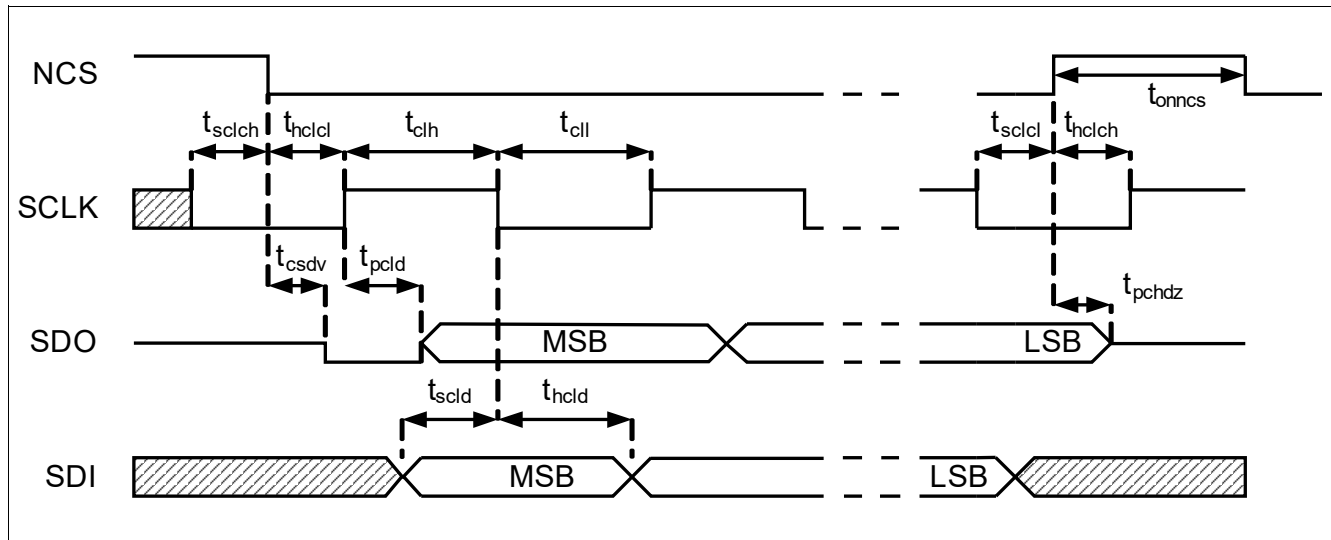 NCS
t_onncs
t_sclch t_hclcl t_clh t_cll t_sclcl t_hclch
SCLK
t_csdv t_pcld t_pchdz
SDO MSB LSB
t_scld t_hcld
SDI MSB LSB